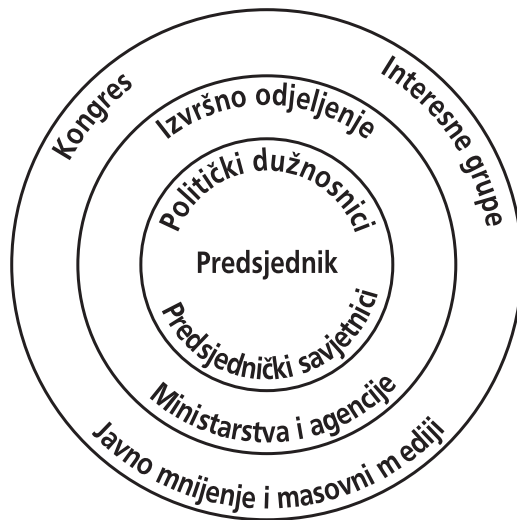 Kongres
Interesne grupe
Izvršno odjeljenje
Politički dužnosnici
Predsjednik
Predsjednički savjetnici
Ministarstva i agencije
Javno mnijenje i masovni mediji